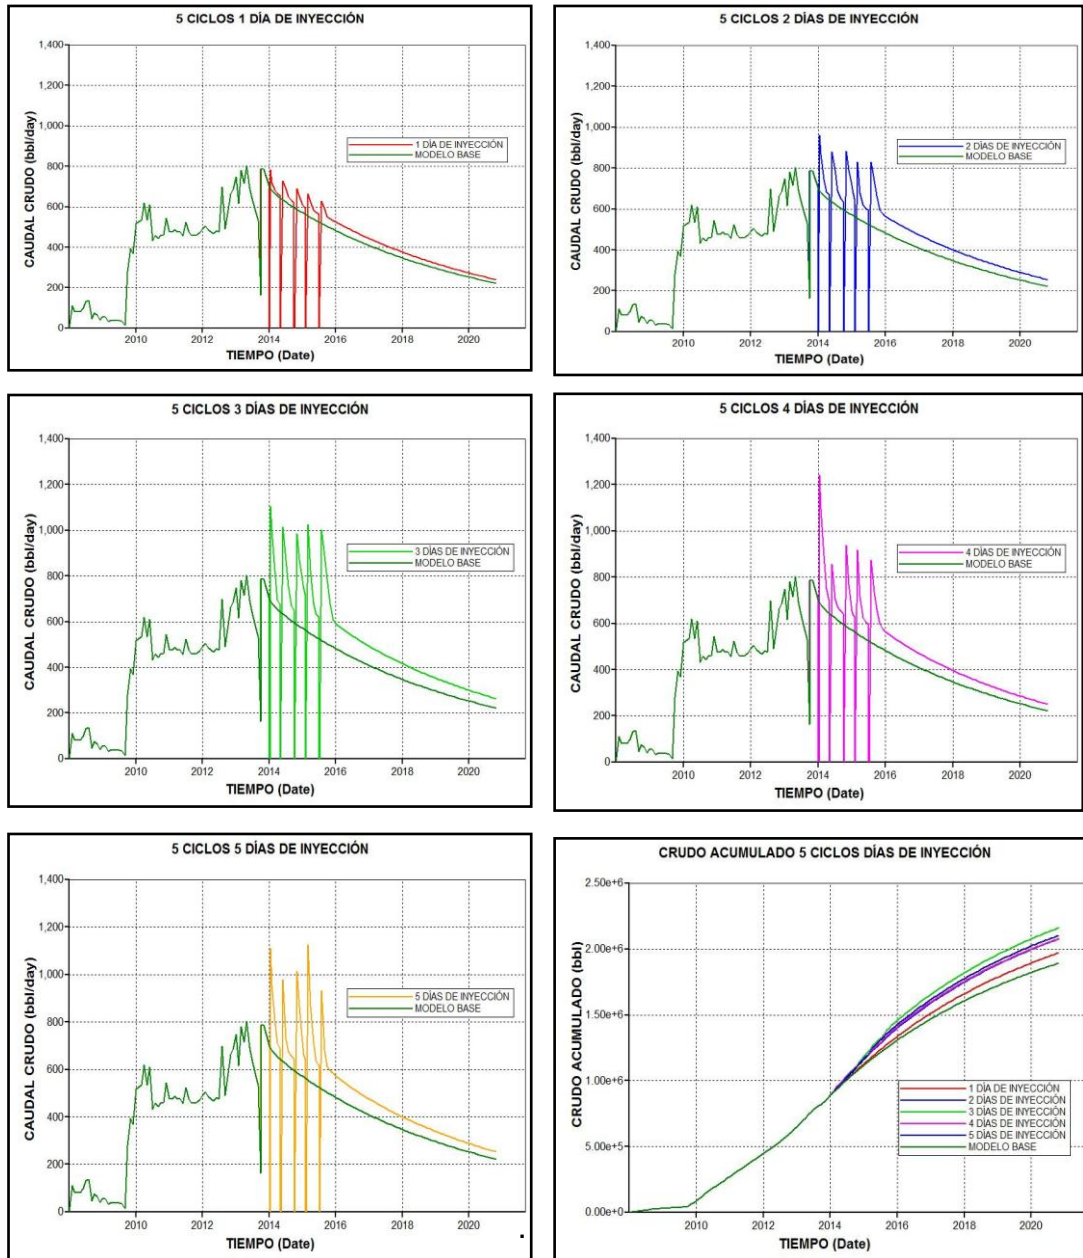 5 CICLOS 1 DÍA DE INYECCIÓN
1,400
1,200
1,000
800
600
400
200
0
CAUDAL CRUDO (bbl/day)
1 DÍA DE INYECCIÓN
MODELO BASE
2010
2012
2014
2016
2018
2020
TIEMPO (Date)
5 CICLOS 2 DÍAS DE INYECCIÓN
1,400
1,200
1,000
800
600
400
200
0
CAUDAL CRUDO (bbl/day)
2 DÍAS DE INYECCIÓN
MODELO BASE
2010
2012
2014
2016
2018
2020
TIEMPO (Date)
5 CICLOS 3 DÍAS DE INYECCIÓN
1,400
1,200
1,000
800
600
400
200
0
CAUDAL CRUDO (bbl/day)
3 DÍAS DE INYECCIÓN
MODELO BASE
2010
2012
2014
2016
2018
2020
TIEMPO (Date)
5 CICLOS 4 DÍAS DE INYECCIÓN
1,400
1,200
1,000
800
600
400
200
0
CAUDAL CRUDO (bbl/day)
4 DÍAS DE INYECCIÓN
MODELO BASE
2010
2012
2014
2016
2018
2020
TIEMPO (Date)
5 CICLOS 5 DÍAS DE INYECCIÓN
1,400
1,200
1,000
800
600
400
200
0
CAUDAL CRUDO (bbl/day)
5 DÍAS DE INYECCIÓN
MODELO BASE
2010
2012
2014
2016
2018
2020
TIEMPO (Date)
CRUDO ACUMULADO 5 CICLOS DÍAS DE INYECCIÓN
2.50e+6
2.00e+6
1.50e+6
1.00e+6
5.00e+5
0.00e+0
CRUDO ACUMULADO (bbl)
1 DÍA DE INYECCIÓN
2 DÍAS DE INYECCIÓN
3 DÍAS DE INYECCIÓN
4 DÍAS DE INYECCIÓN
5 DÍAS DE INYECCIÓN
MODELO BASE
2010
2012
2014
2016
2018
2020
TIEMPO (Date)